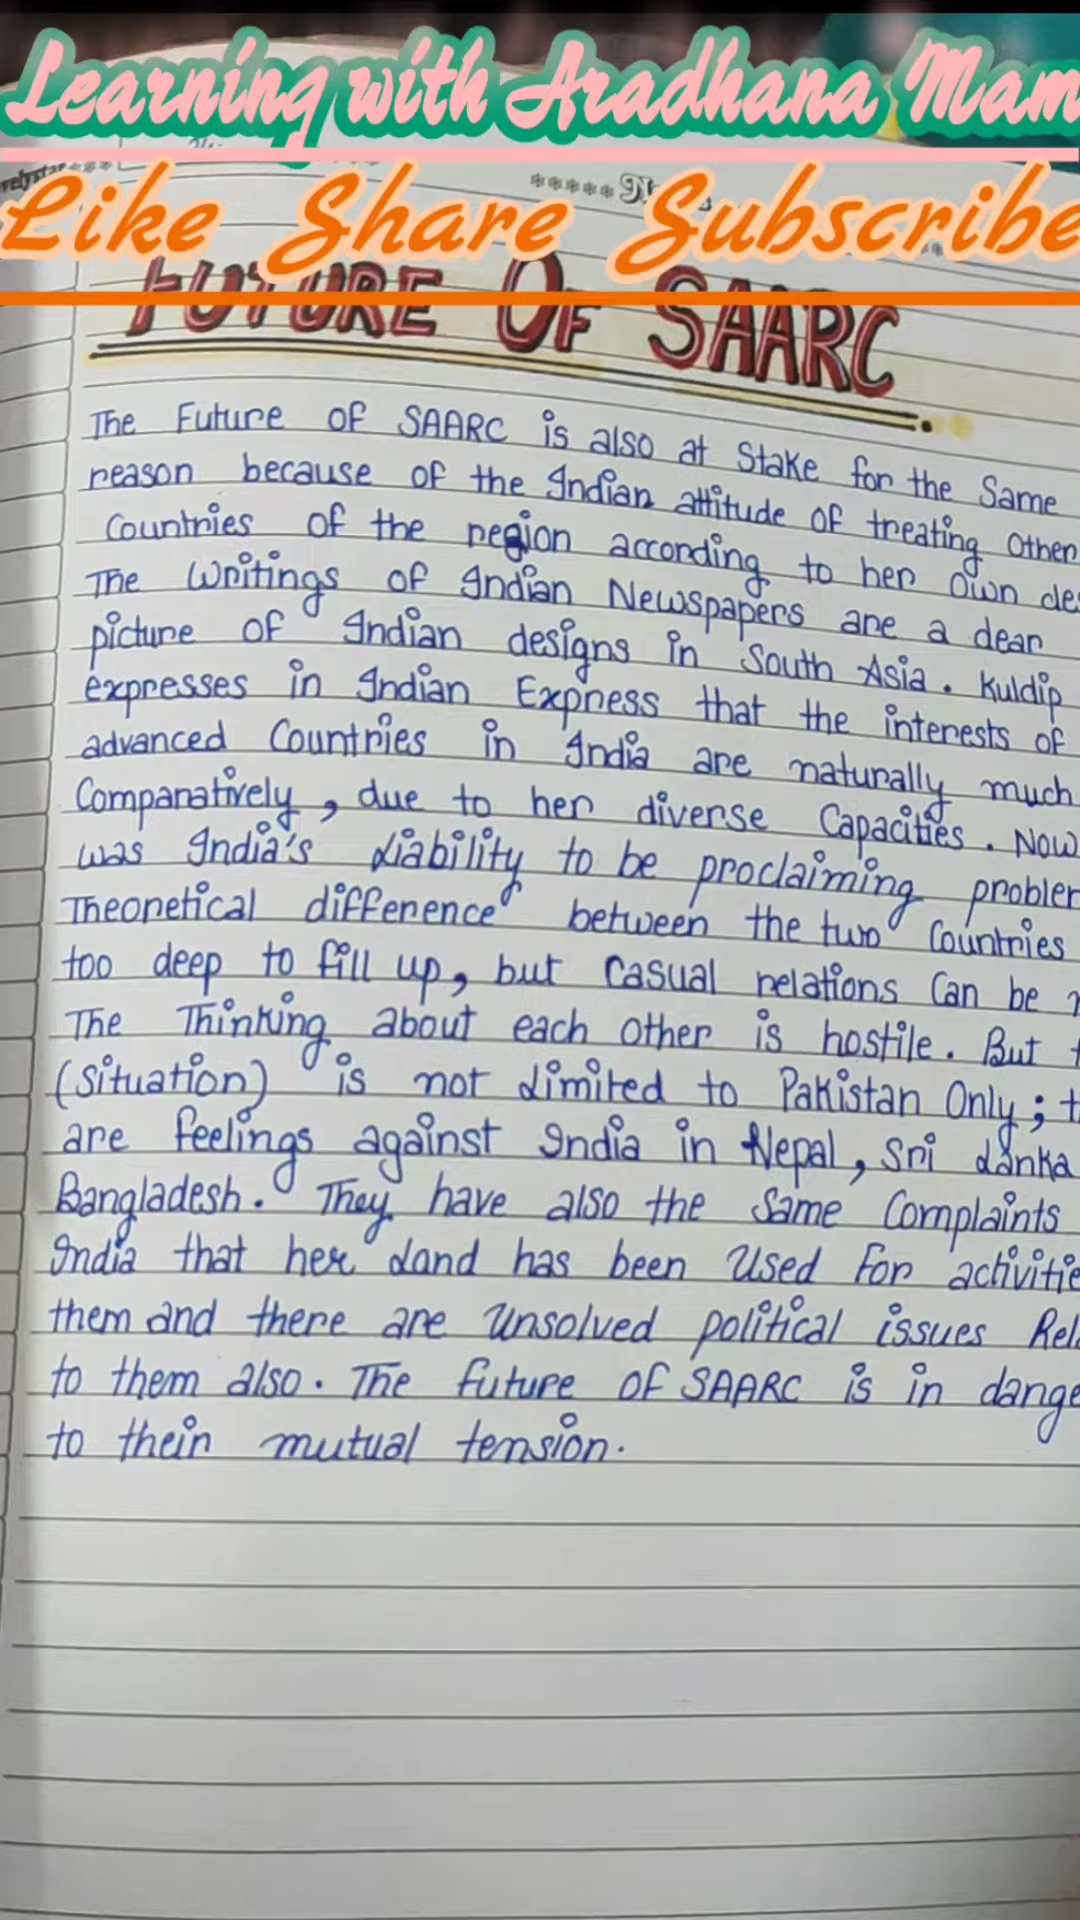 Learning with Aradhana Mam
Like Share Subscribe
FUTURE OF SAARC
The Future of SAARC is also at Stake for the Same
reason because of the Indian attitude of treating Other
Countries of the region according to her Own
The Writings of Indian Newspapers are a dear
picture of Indian designs in South Asia. Kuldip
expresses in Indian Express that the interests of
advanced Countries in India are naturally much
Comparatively, due to her diverse Capacities. Now
was India's Liability to be proclaiming
Theoretical difference between the two Countries
too deep to fill up, but Casual relations Can be
The Thinking about each other is hostile. But
(Situation) is not Limited to Pakistan Only;
are feelings against India in Nepal, Sri Lanka
Bangladesh. They have also the Same Complaints
India that her Land has been Used For
them and there are Unsolved political issues
to them also. The future OF SAARC is in
to their mutual tension.